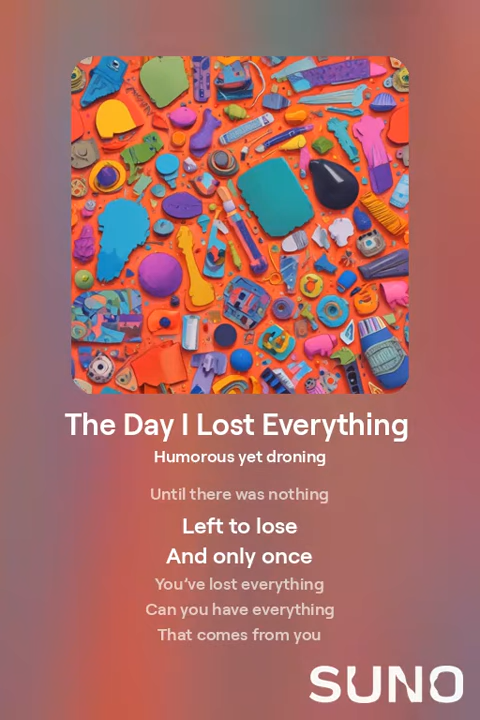 The Day I Lost Everything
Humorous yet droning
Until there was nothing
Left to lose
And only once
You've lost everything
Can you have everything
That comes from you
SUNO